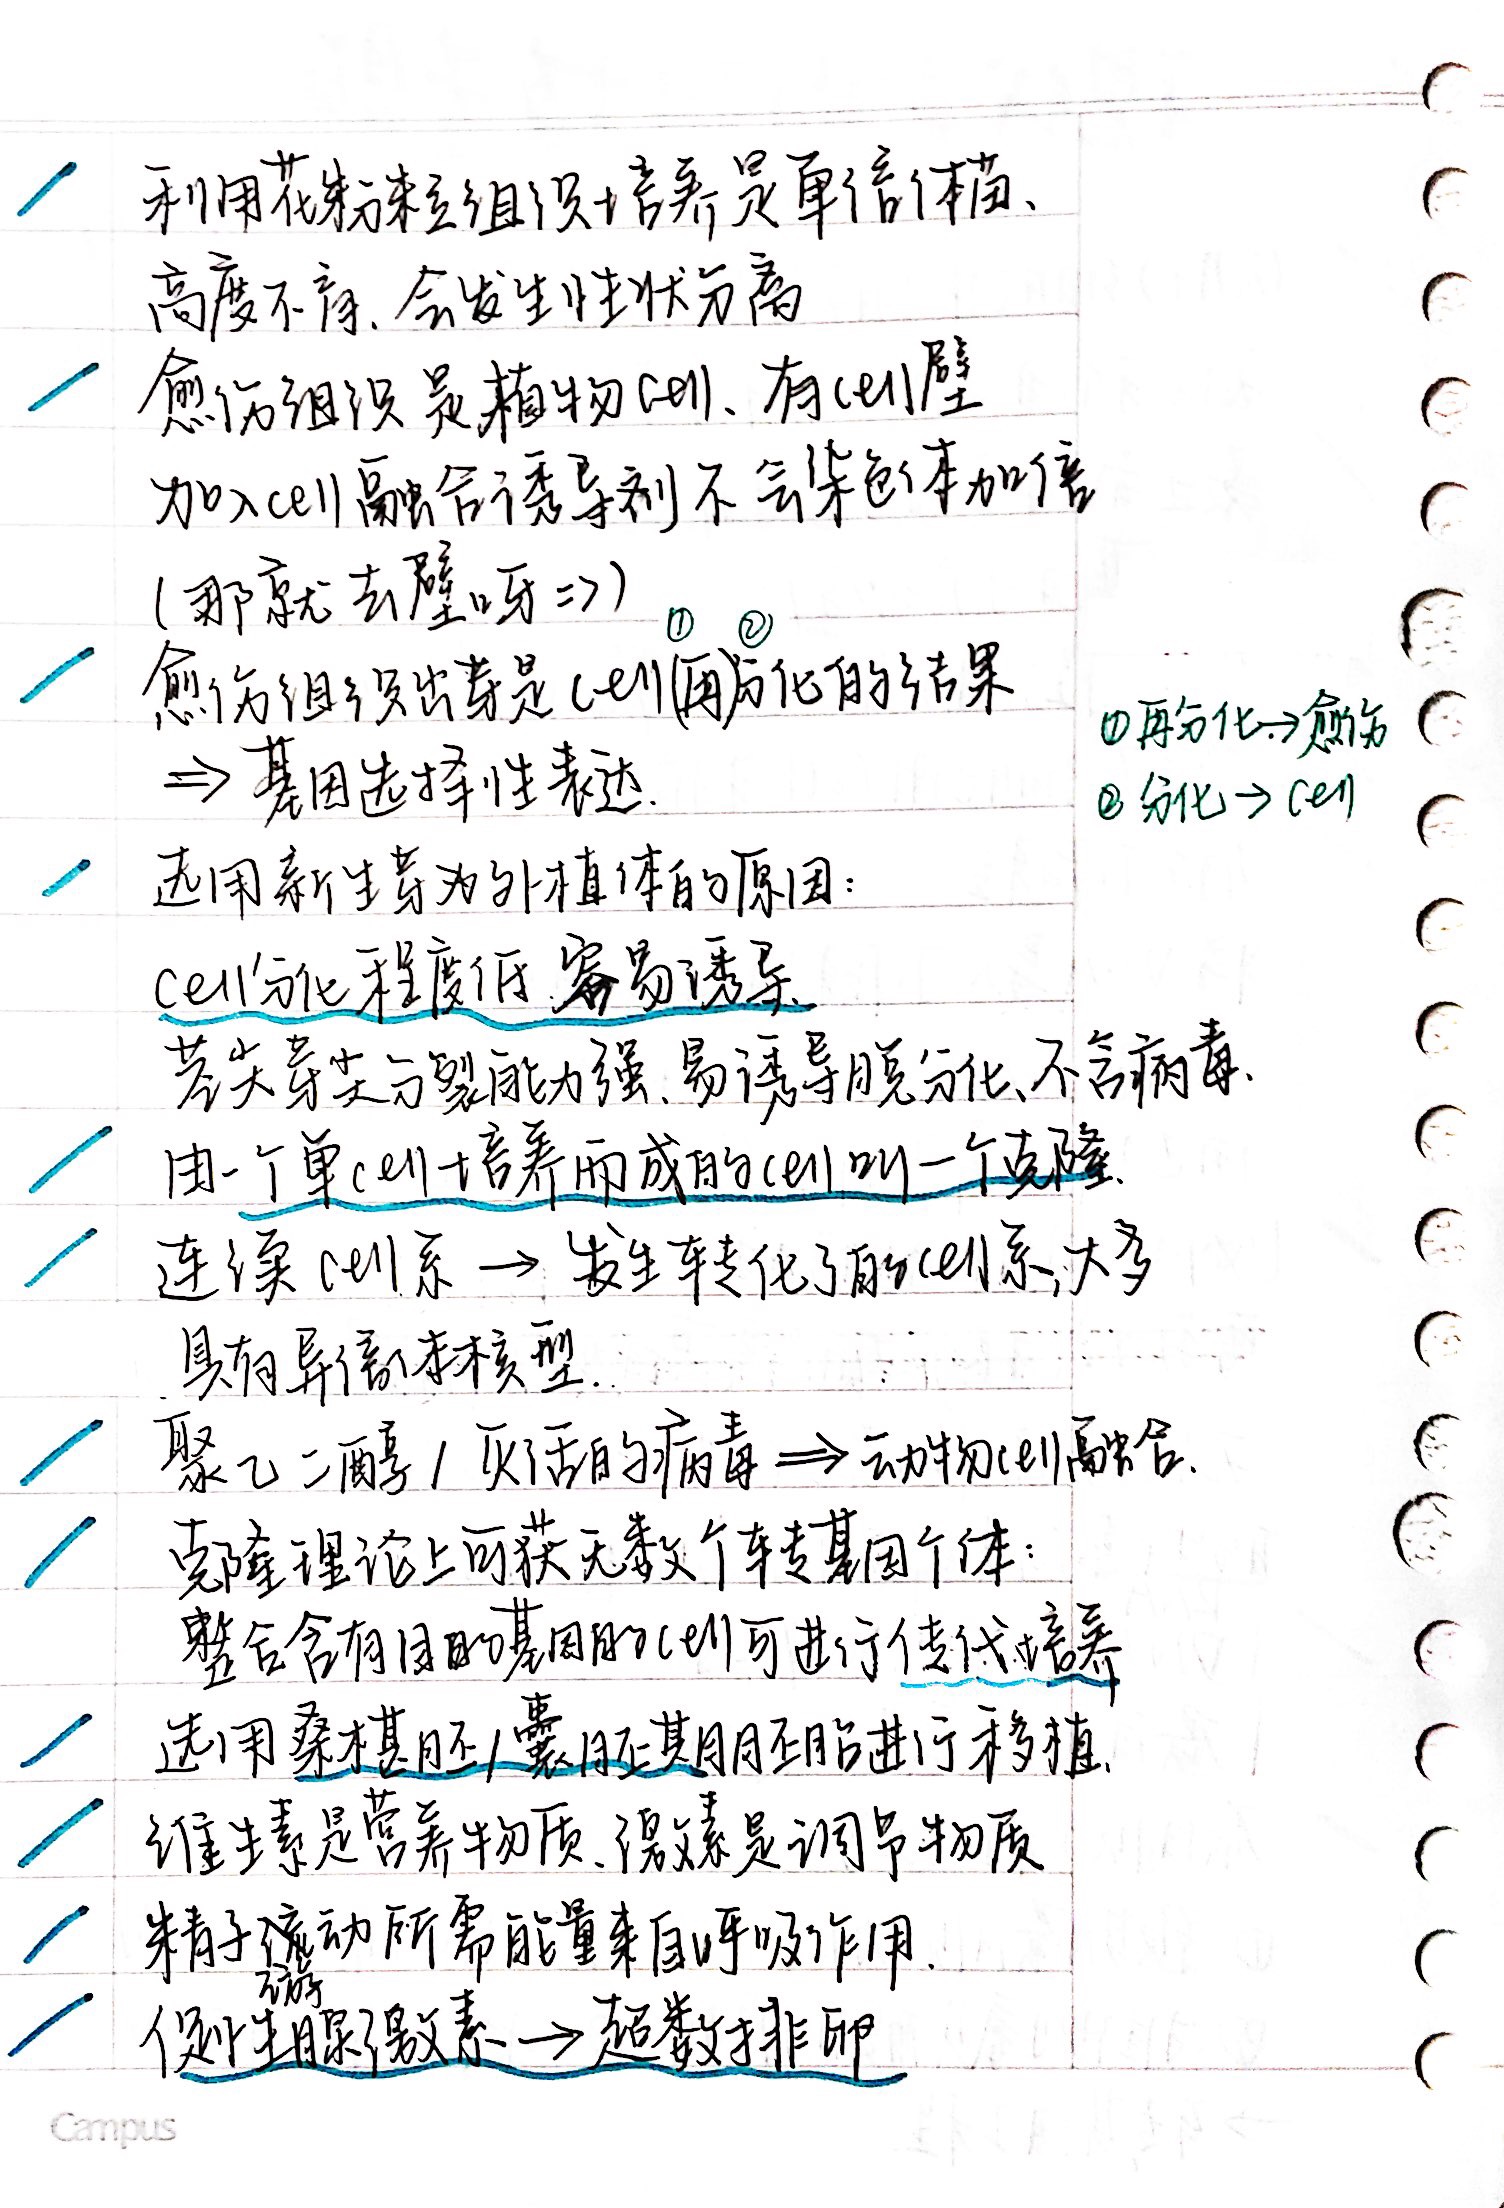 利用花粉粒组织培养是单倍体苗、
高度不育、会发生性状分离
愈伤组织是植物cell、有cell壁
加入cell融合诱导剂不会染色体加倍
(那就去壁呀=>)
① ②
愈伤组织出芽是cell(再)分化的结果
①再分化→愈伤
⇒基因选择性表达.
②分化→cell
选用新生芽为外植体的原因:
cell分化程度低、容易诱导、
茎尖芽尖分裂能力强、易诱导脱分化、不含病毒、
由一个单cell培养而成的cell叫一个克隆.
连续cell系→发生转化了的cell系,大多
具有异倍体核型.
聚乙二醇/灭活的病毒⇒动物cell融合.
克隆理论上可获无数个转基因个体:
整合含有目的基因的cell可进行传代培养
选用桑椹胚/囊胚期胚胎进行移植.
维生素是营养物质、激素是调节物质
精子流动所需能量来自呼吸作用.
游
促性腺激素→超数排卵
Campus